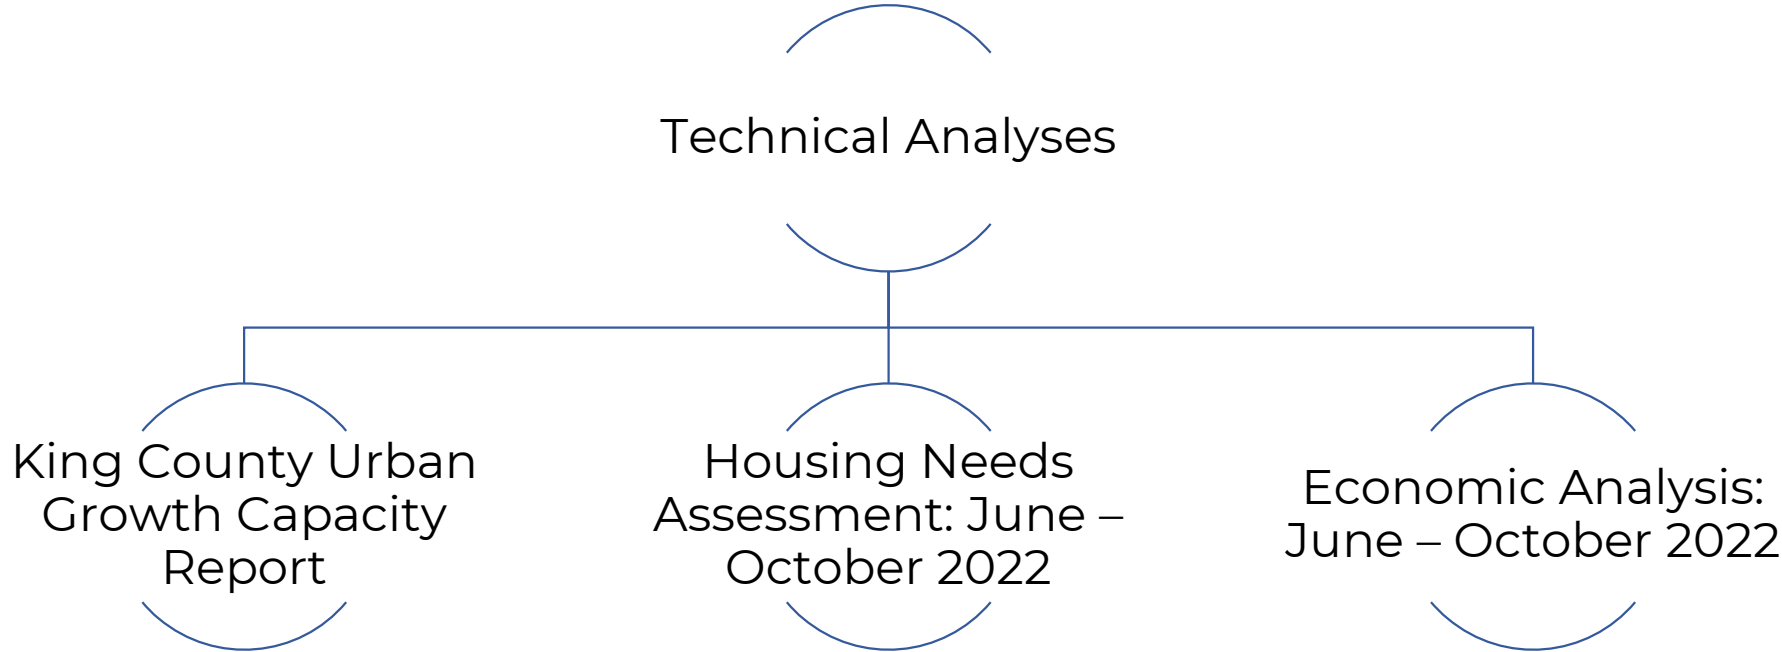 Technical Analyses
King County Urban
Growth Capacity
Report
Housing Needs
Assessment: June –
October 2022
Economic Analysis:
June – October 2022